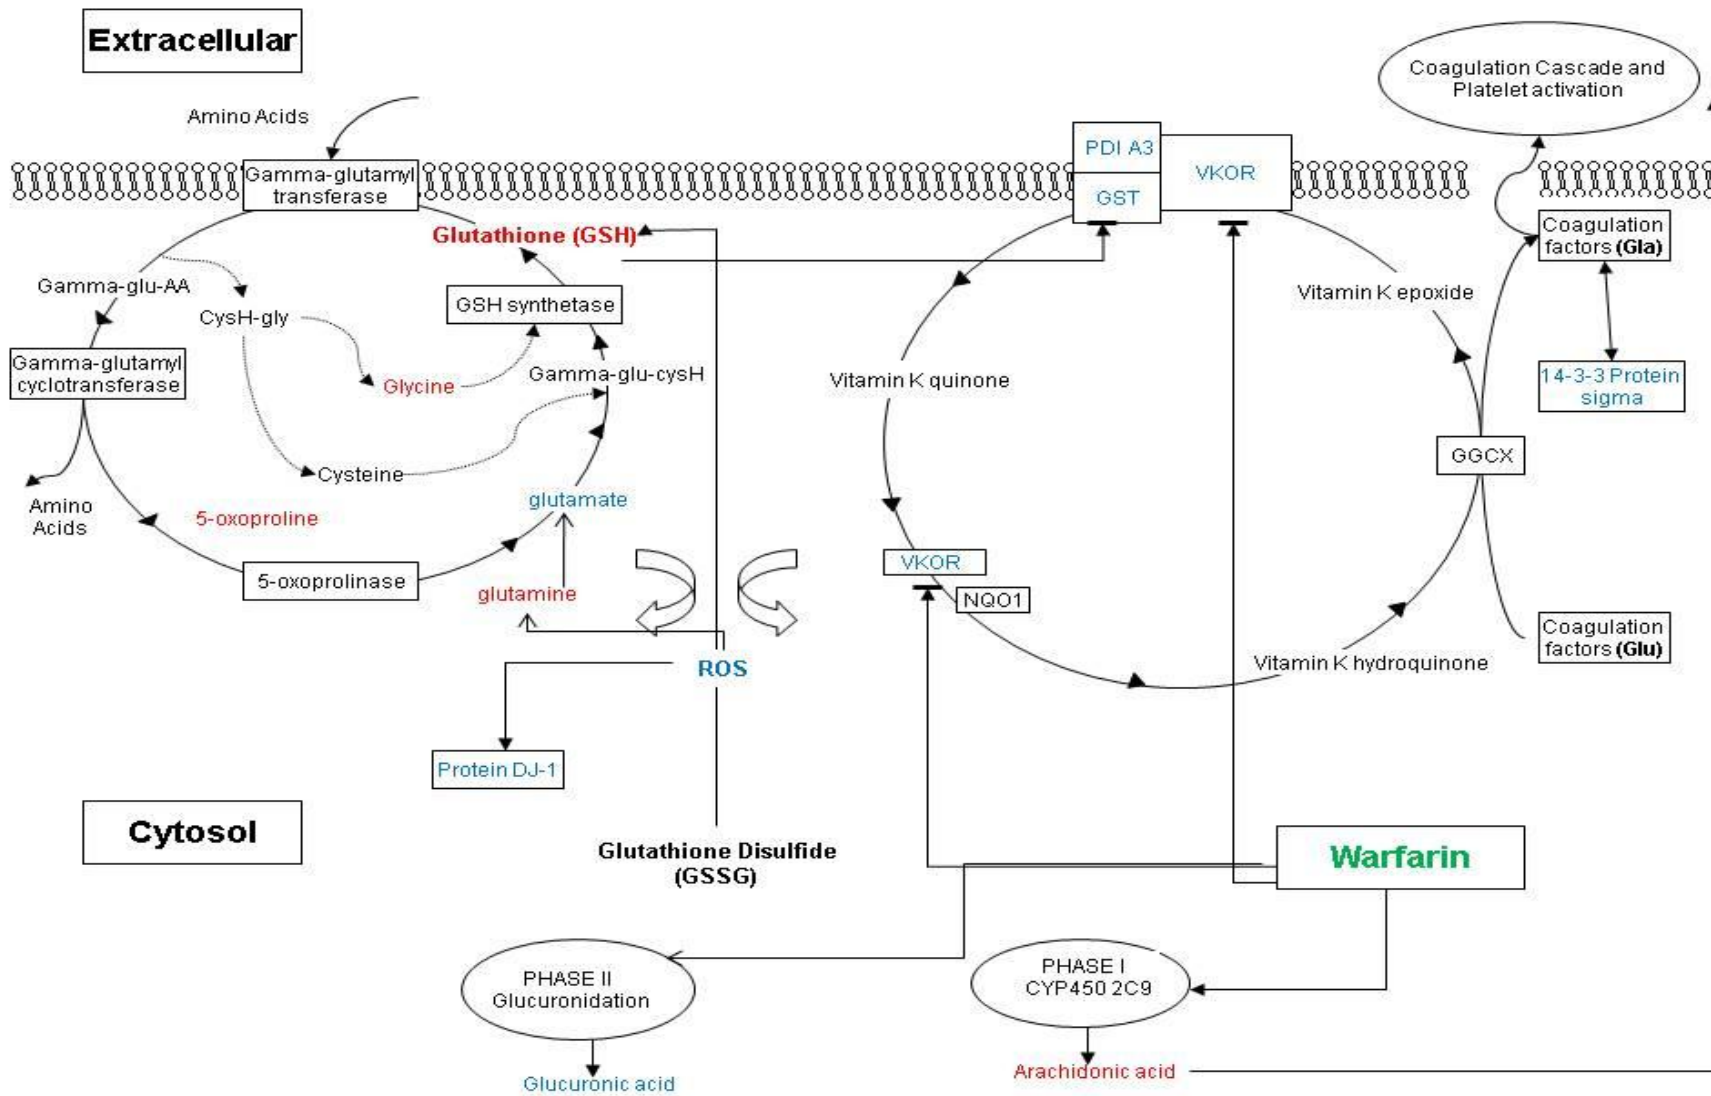 Extracellular
Amino Acids
Gamma-glutamyl
transferase
Glutathione (GSH)
Gamma-glu-AA
CysH-gly
GSH synthetase
Gamma-glutamyl
cyclotransferase
Glycine
Gamma-glu-cysH
Cysteine
Amino
Acids
5-oxoproline
glutamate
5-oxoprolinase
glutamine
ROS
Protein DJ-1
Cytosol
Glutathione Disulfide
(GSSG)
PDI A3
GST
VKOR
Vitamin K quinone
Vitamin K epoxide
VKOR
NQO1
Vitamin K hydroquinone
GGCX
Coagulation Cascade and
Platelet activation
Coagulation
factors (Gla)
14-3-3 Protein
sigma
Coagulation
factors (Glu)
Warfarin
PHASE II
Glucuronidation
Glucuronic acid
PHASE I
CYP450 2C9
Arachidonic acid